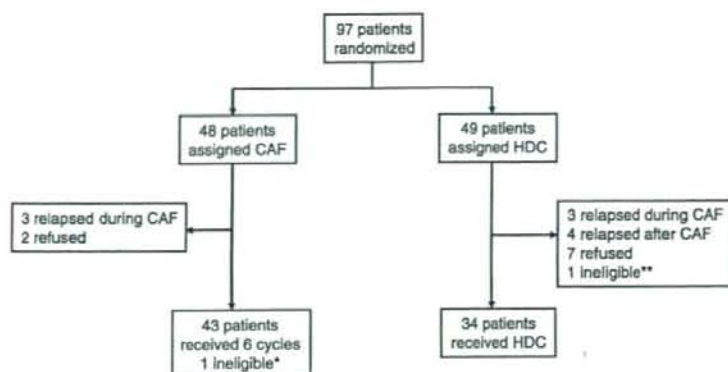 97 patients
randomized
48 patients
assigned CAF
49 patients
assigned HDC
3 relapsed during CAF
2 refused
3 relapsed during CAF
4 relapsed after CAF
7 refused
1 ineligible**
43 patients
received 6 cycles
1 ineligible*
34 patients
received HDC